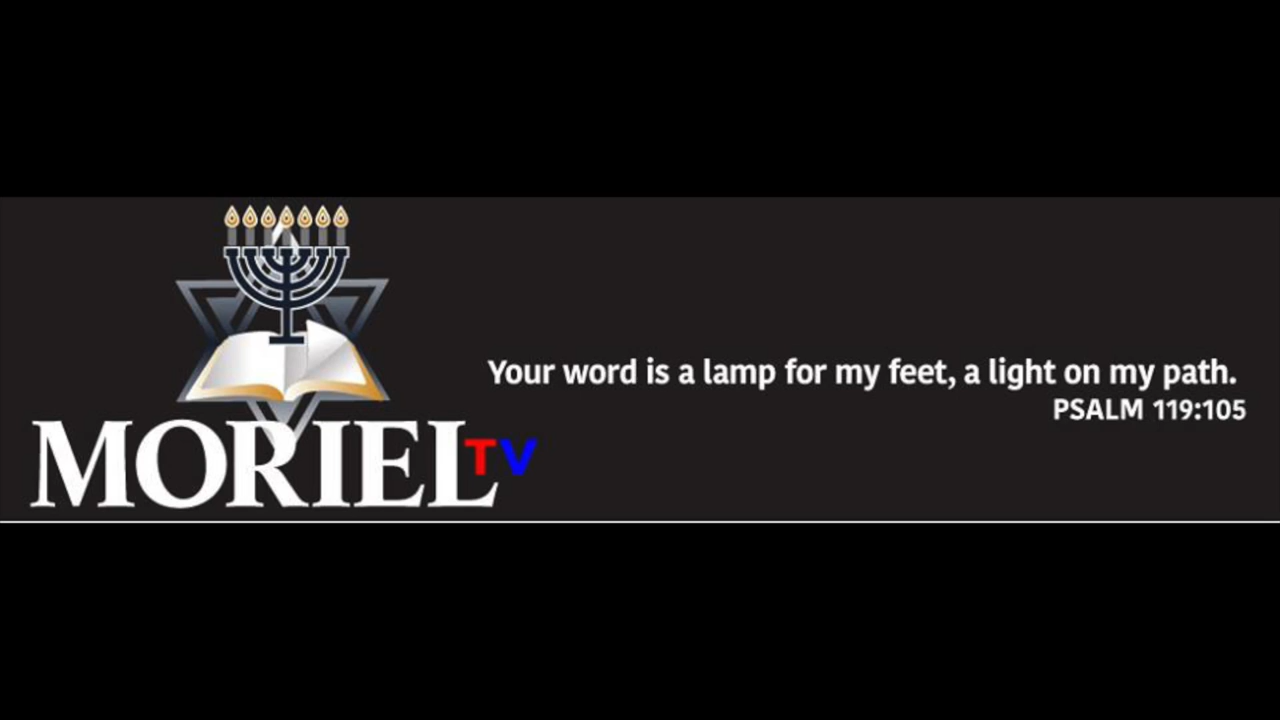 Your word is a lamp for my feet, a light on my path.
PSALM 119:105
MORIEL TV